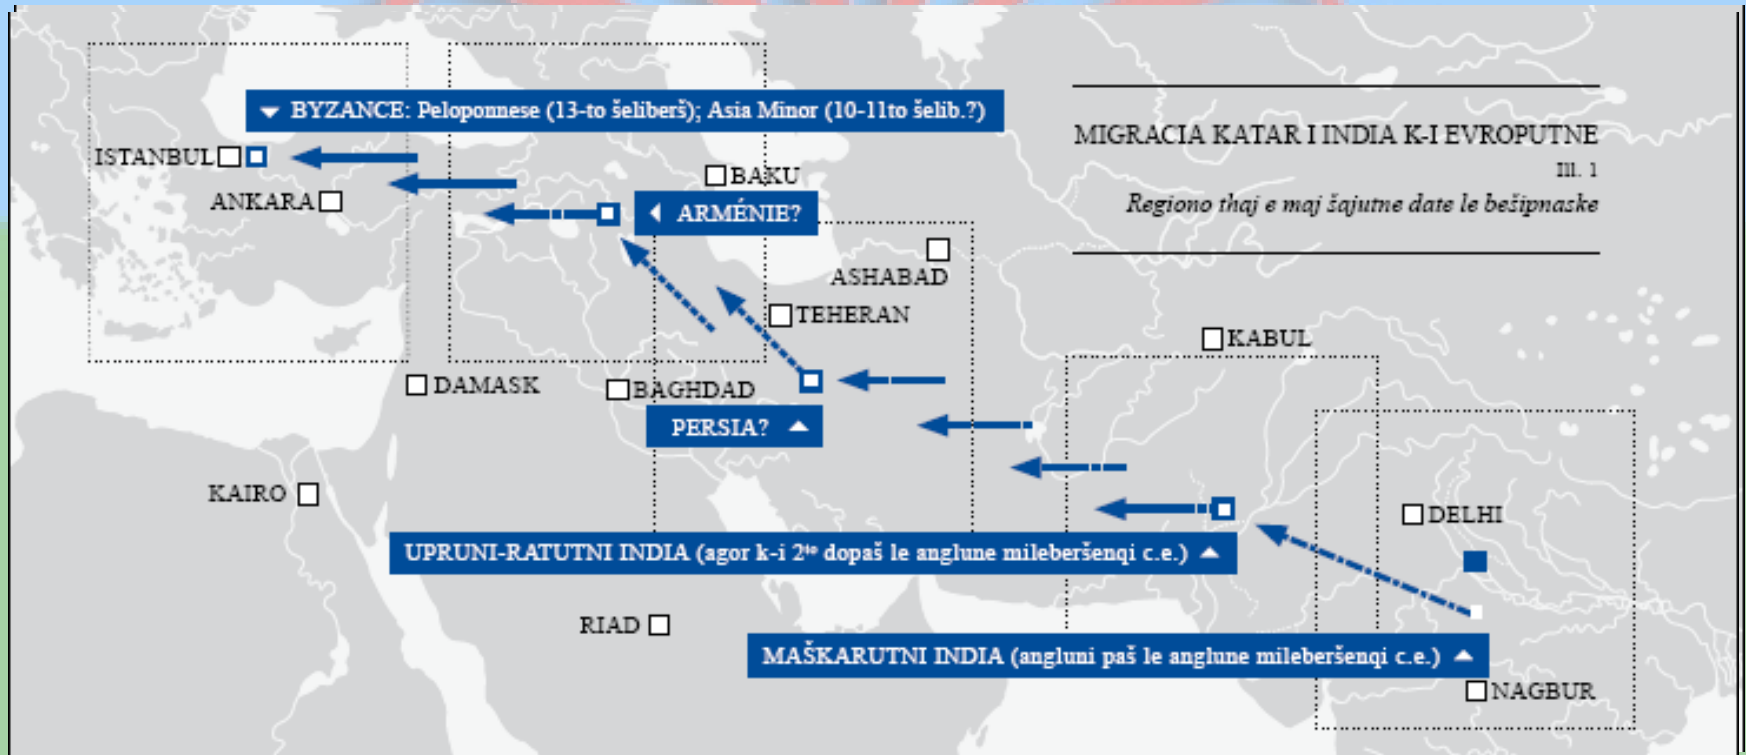 BYZANCE: Peloponnese (13-to šeliberš); Asia Minor (10-11to šelib.?)
MIGRACIA KATAR I INDIA K-I EVROPUTNE
Ill. 1
Regiono thaj e maj šajutne date le bešipnaske
ISTANBUL
ANKARA
BAKU
ARMÉNIE?
ASHABAD
TEHERAN
KABUL
DAMASK
BAGHDAD
PERSIA?
KAIRO
DELHI
UPRUNI-RATUTNI INDIA (agor k-i 2to dopaš le anglune mileberšenqi c.e.)
RIAD
MAŠKARUTNI INDIA (angluni paš le anglune mileberšenqi c.e.)
NAGBUR